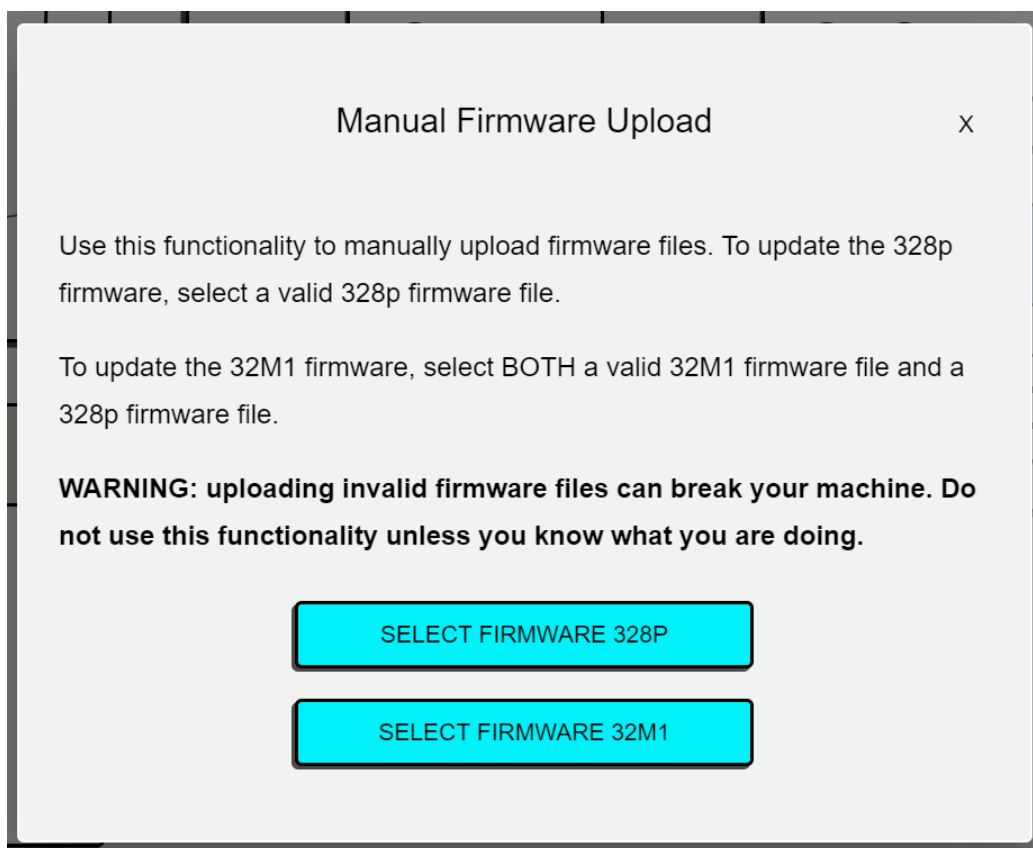 Manual Firmware Upload
X
Use this functionality to manually upload firmware files. To update the 328p
firmware, select a valid 328p firmware file.
To update the 32M1 firmware, select BOTH a valid 32M1 firmware file and a
328p firmware file.
WARNING: uploading invalid firmware files can break your machine. Do
not use this functionality unless you know what you are doing.
SELECT FIRMWARE 328P
SELECT FIRMWARE 32M1